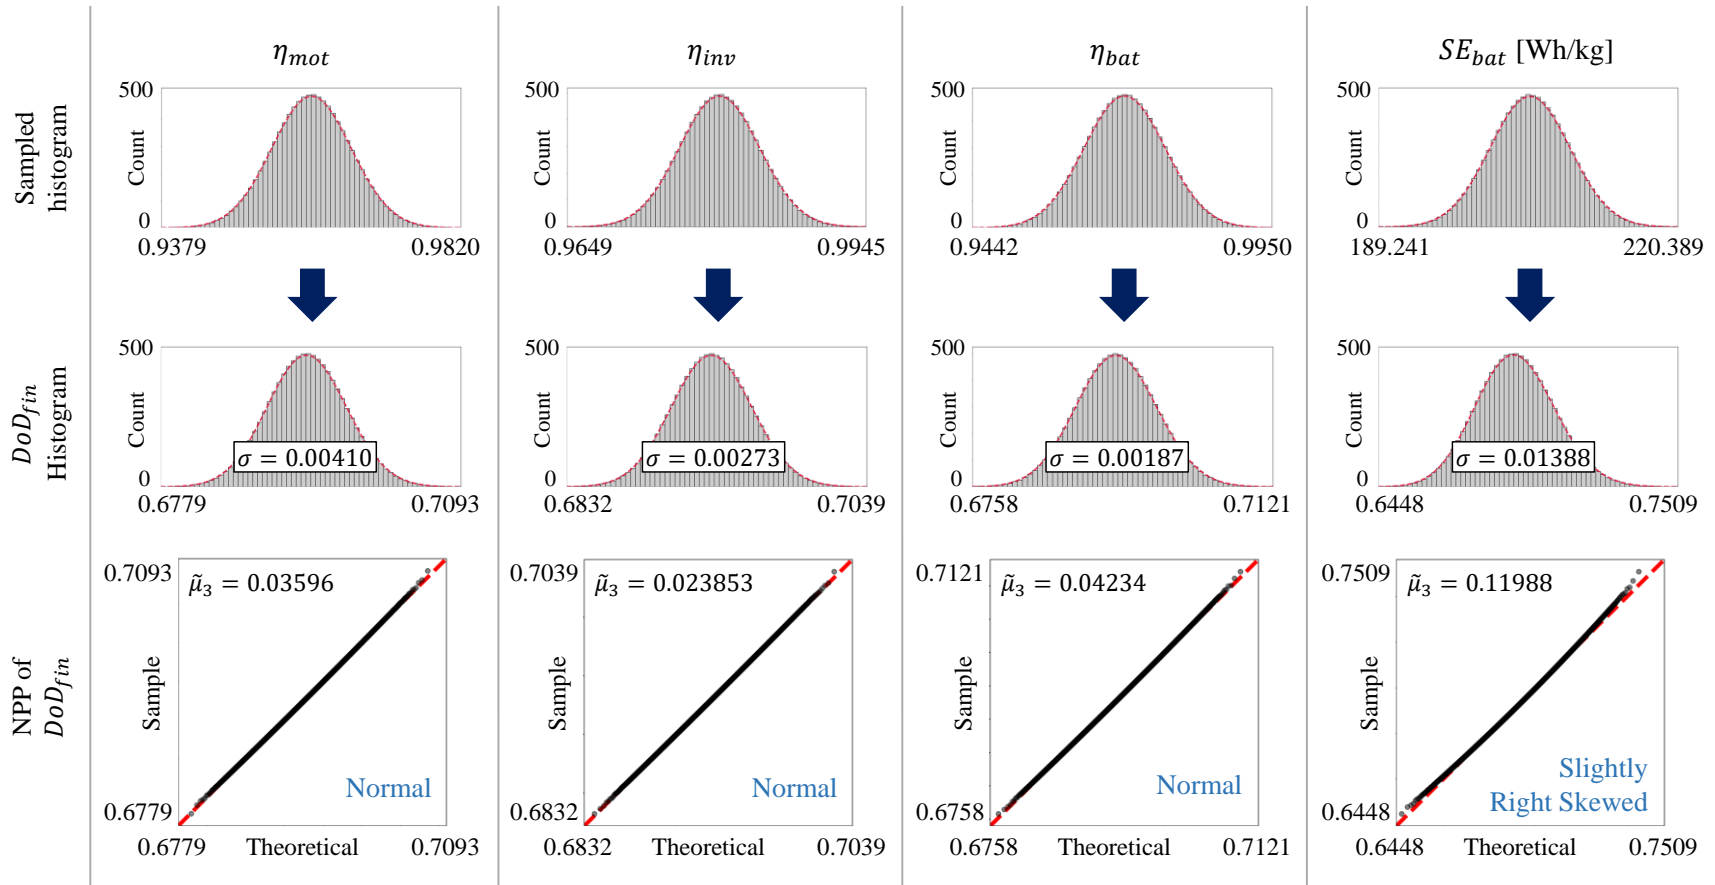 η_mot
η_inv
η_bat
SE_bat [Wh/kg]
Sampled
histogram
500
Count
0
0.9379 0.9820
500
Count
0
0.9649 0.9945
500
Count
0
0.9442 0.9950
500
Count
0
189.241 220.389
DoD_fin
Histogram
500
Count
0
σ = 0.00410
0.6779 0.7093
500
Count
0
σ = 0.00273
0.6832 0.7039
500
Count
0
σ = 0.00187
0.6758 0.7121
500
Count
0
σ = 0.01388
0.6448 0.7509
NPP of
DoD_fin
0.7093
μ̃_3 = 0.03596
Sample
Normal
0.6779
0.6779 Theoretical 0.7093
0.7039
μ̃_3 = 0.023853
Sample
Normal
0.6832
0.6832 Theoretical 0.7039
0.7121
μ̃_3 = 0.04234
Sample
Normal
0.6758
0.6758 Theoretical 0.7121
0.7509
μ̃_3 = 0.11988
Sample
Slightly
Right Skewed
0.6448
0.6448 Theoretical 0.7509